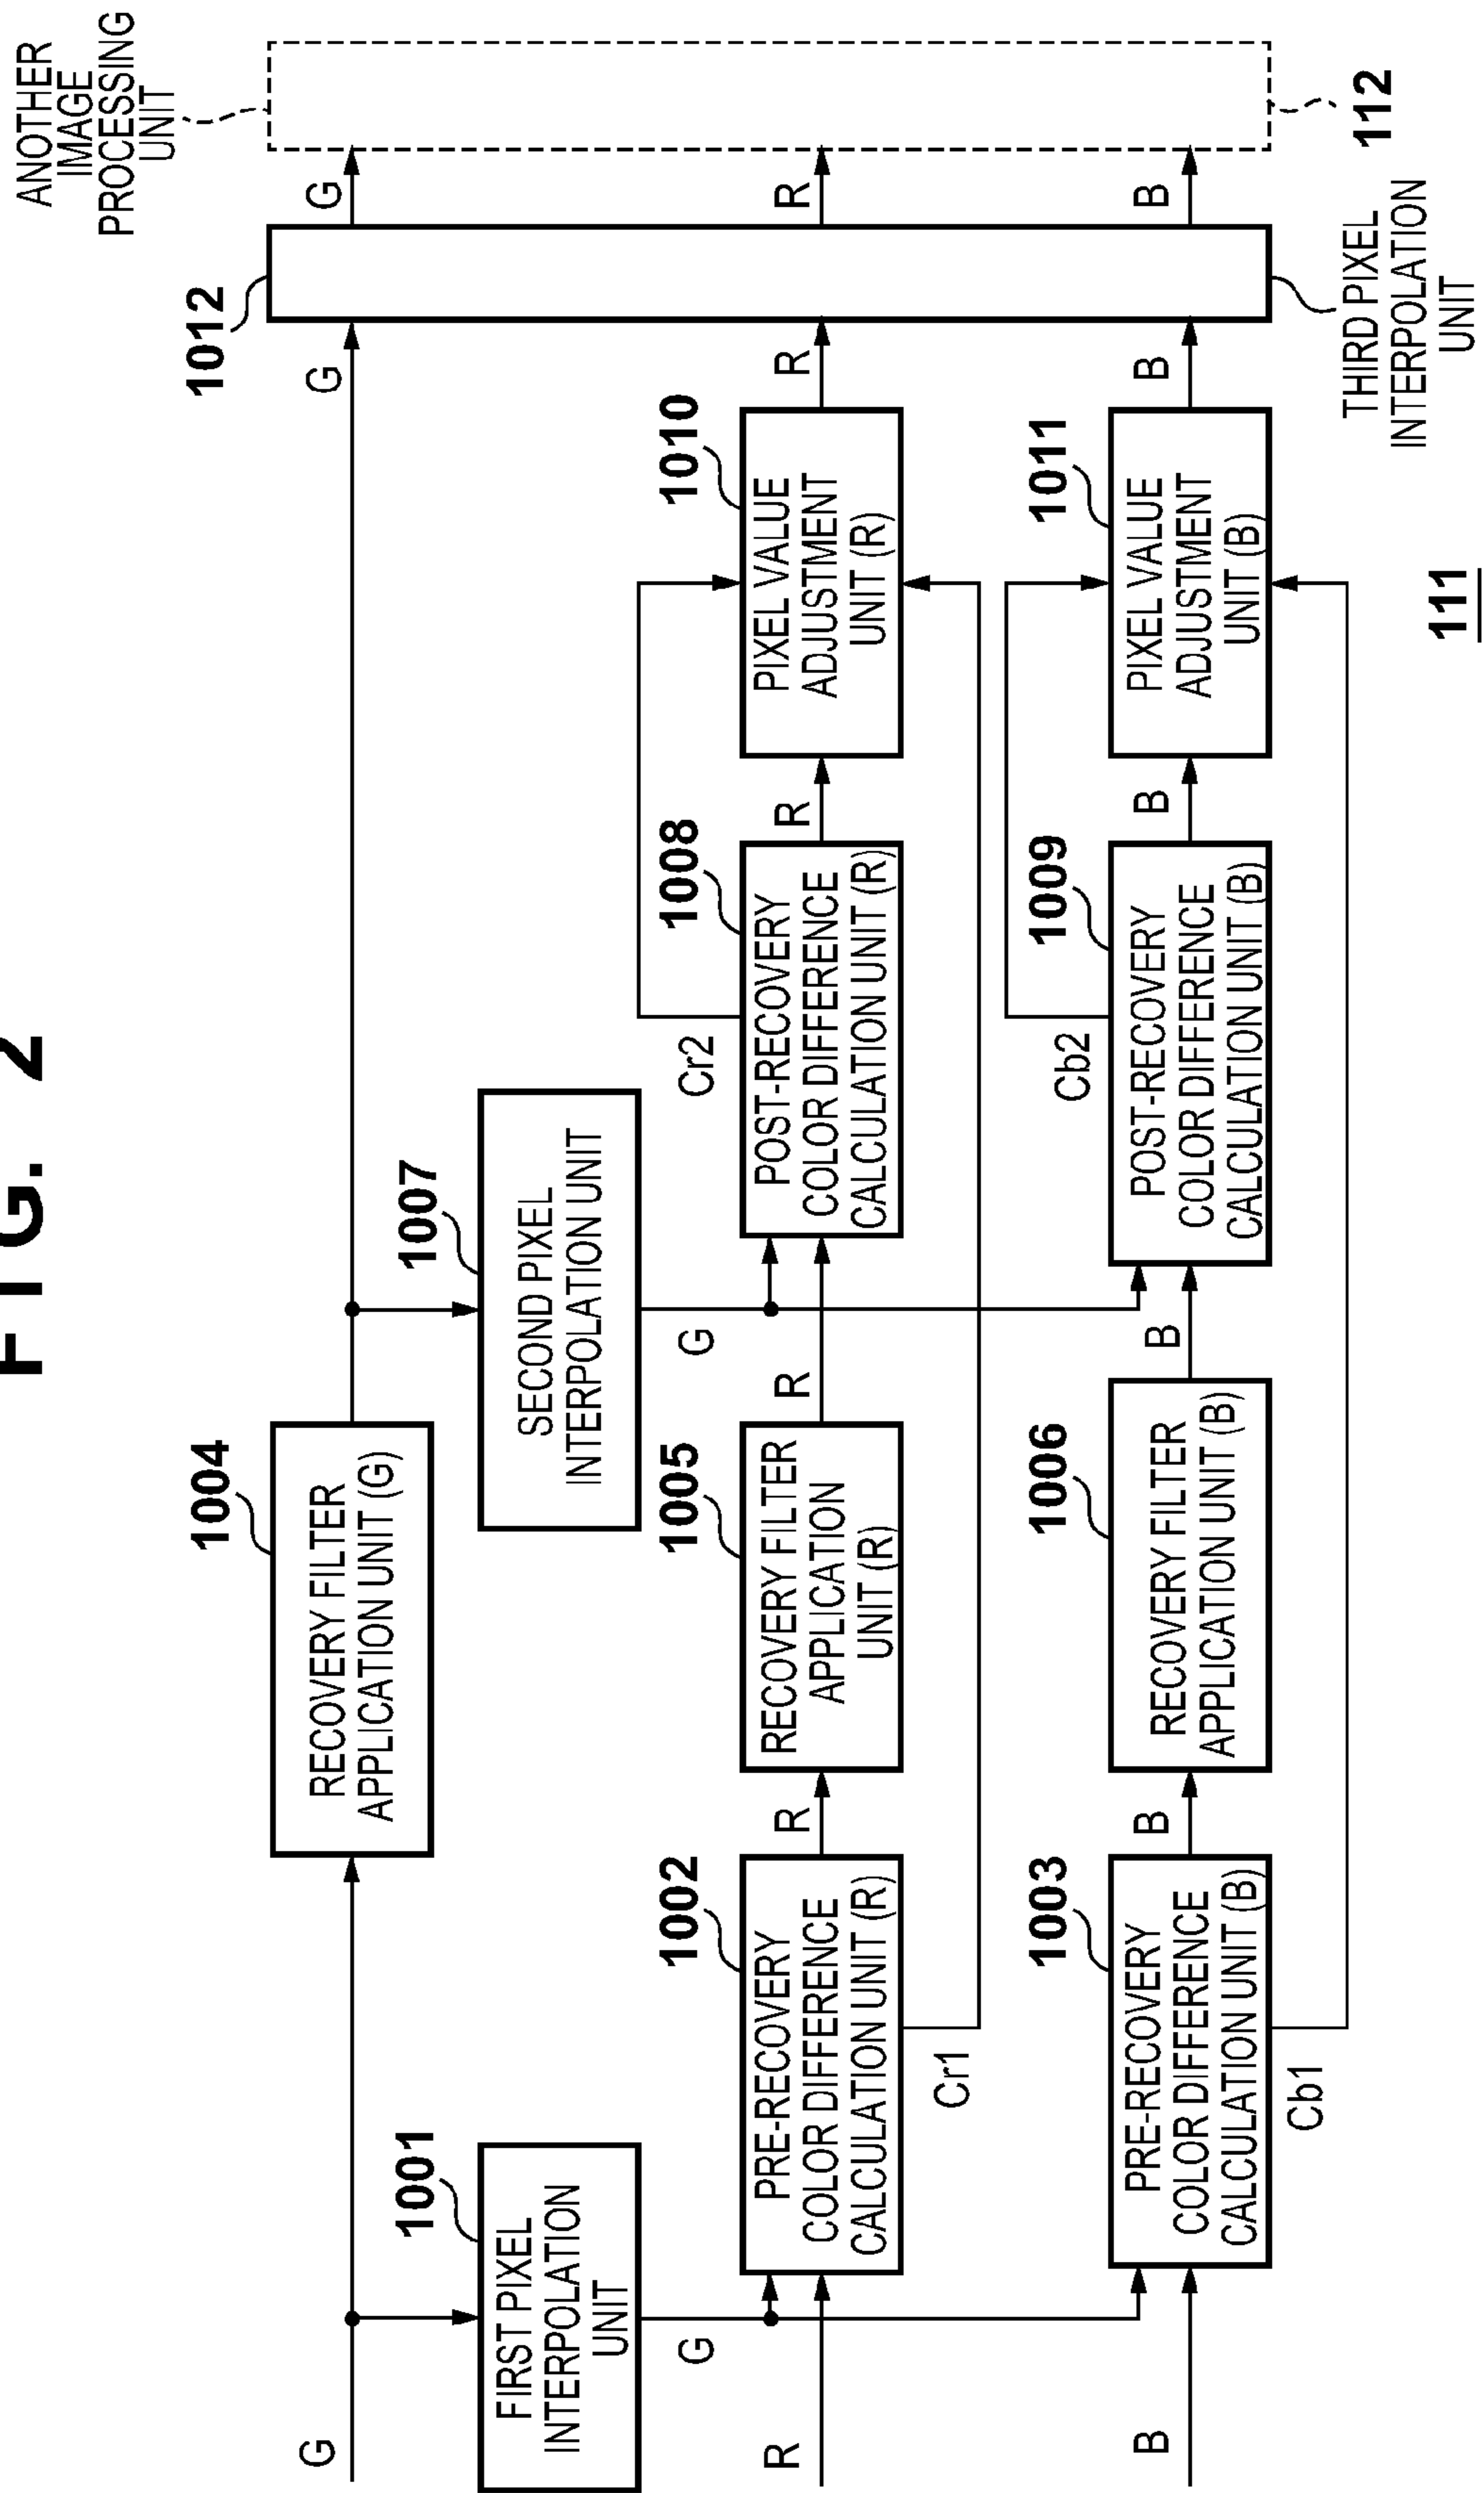 FIG. 2
G
1004
RECOVERY FILTER
APPLICATION UNIT (G)
G
1012
G
ANOTHER
IMAGE
PROCESSING
UNIT
1001
FIRST PIXEL
INTERPOLATION
UNIT
G
1007
SECOND PIXEL
INTERPOLATION UNIT
G
R
1002
PRE-RECOVERY
COLOR DIFFERENCE
CALCULATION UNIT (R)
Cr1
R
1005
RECOVERY FILTER
APPLICATION
UNIT (R)
R
1008
POST-RECOVERY
COLOR DIFFERENCE
CALCULATION UNIT (R)
Cr2
R
1010
PIXEL VALUE
ADJUSTMENT
UNIT (R)
R
R
B
1003
PRE-RECOVERY
COLOR DIFFERENCE
CALCULATION UNIT (B)
Cb1
B
1006
RECOVERY FILTER
APPLICATION UNIT (B)
B
1009
POST-RECOVERY
COLOR DIFFERENCE
CALCULATION UNIT (B)
Cb2
B
1011
PIXEL VALUE
ADJUSTMENT
UNIT (B)
B
B
THIRD PIXEL
INTERPOLATION
UNIT
112
111